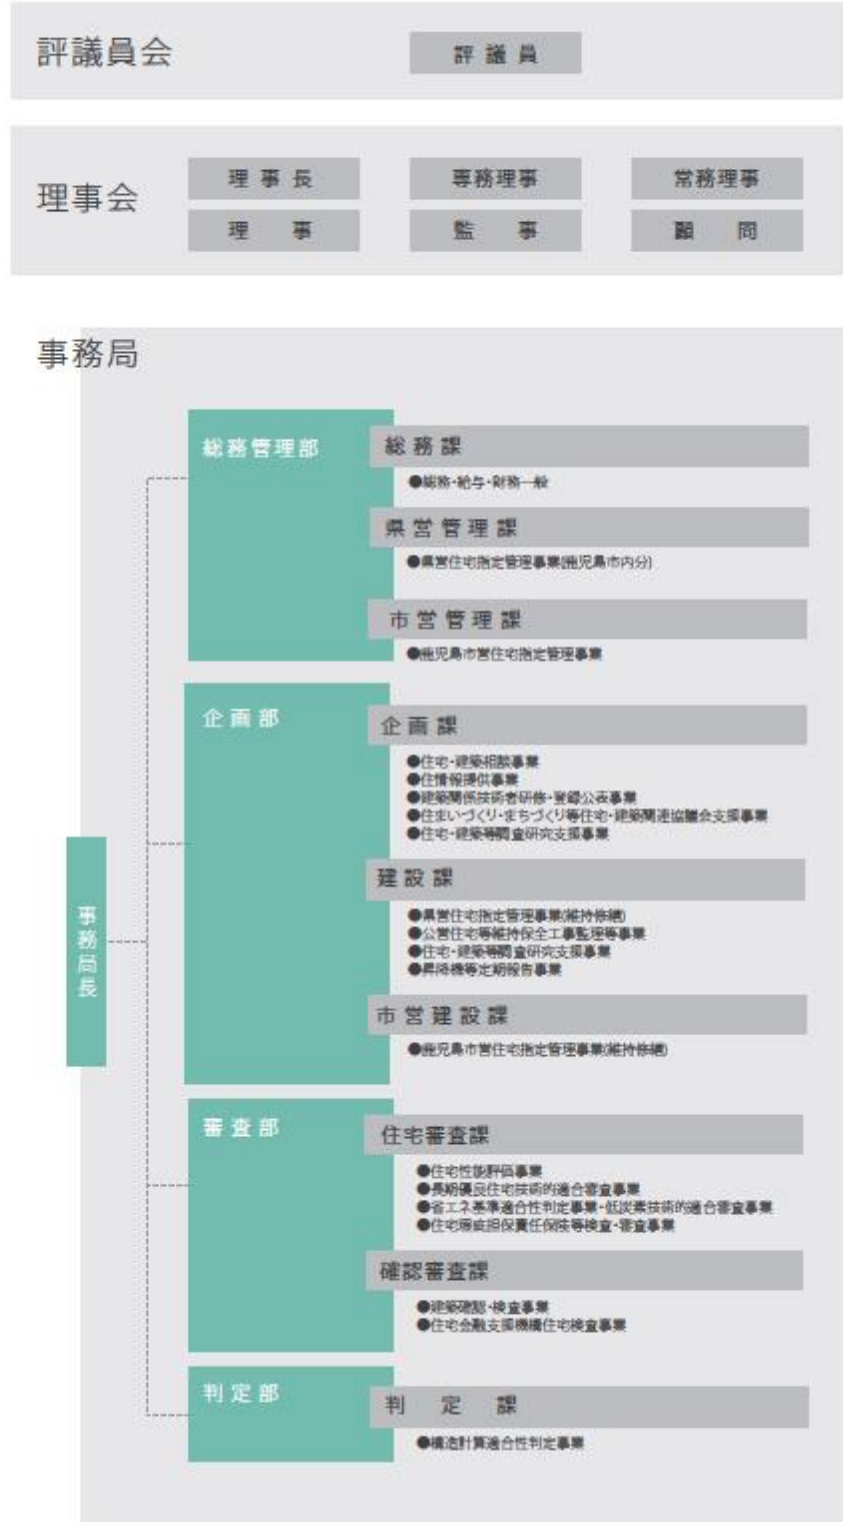 評議員会
評議員
理事会
理事長
専務理事
常務理事
理事
監事
顧問
事務局
事務局長
総務管理部
総務課
●総務・給与・財務一般
県営管理課
●県営住宅指定管理事業(鹿児島市内分)
市営管理課
●鹿児島市営住宅指定管理事業
企画部
企画課
●住宅・建築相談事業
●住情報提供事業
●建築関係技術者研修・登録公表事業
●住まいづくり・まちづくり等住宅・建築関連協議会支援事業
●住宅・建築等調査研究支援事業
建設課
●県営住宅指定管理事業(維持修繕)
●公営住宅等維持保全工事監理等事業
●住宅・建築等調査研究支援事業
●昇降機等定期報告事業
市営建設課
●鹿児島市営住宅指定管理事業(維持修繕)
審査部
住宅審査課
●住宅性能評価事業
●長期優良住宅技術的適合審査事業
●省エネ基準適合性判定事業・低炭素技術的適合審査事業
●住宅瑕疵担保責任保険等検査・審査事業
確認審査課
●建築確認・検査事業
●住宅金融支援機構住宅検査事業
判定部
判定課
●構造計算適合性判定事業